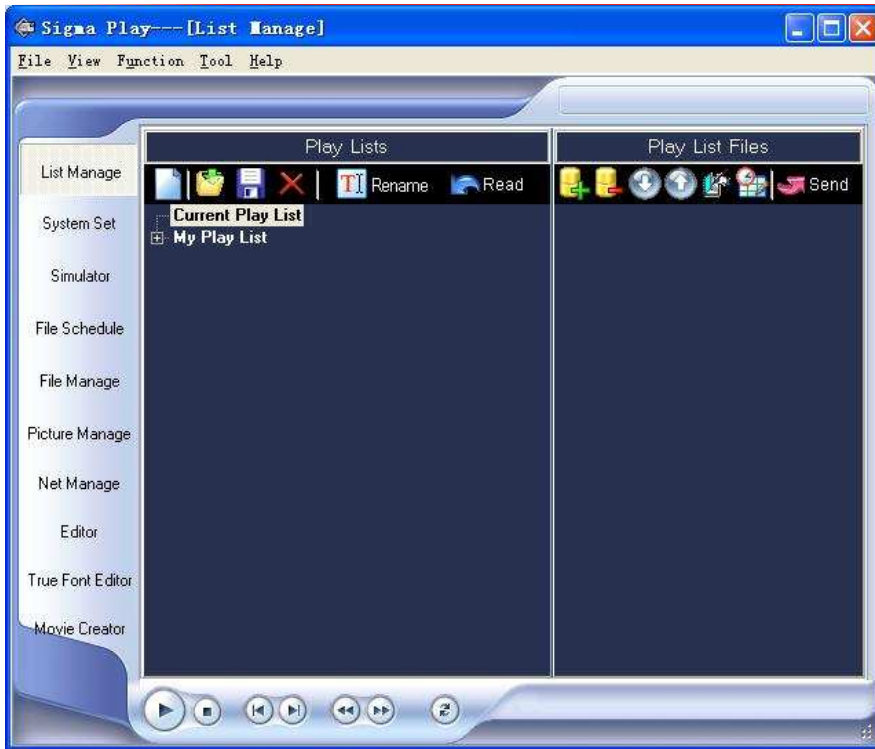 Sigma Play---[List Manage]
File View Function Tool Help
Play Lists
Play List Files
Rename Read
Send
List Manage
System Set
Simulator
File Schedule
File Manage
Picture Manage
Net Manage
Editor
True Font Editor
Movie Creator
Current Play List
My Play List